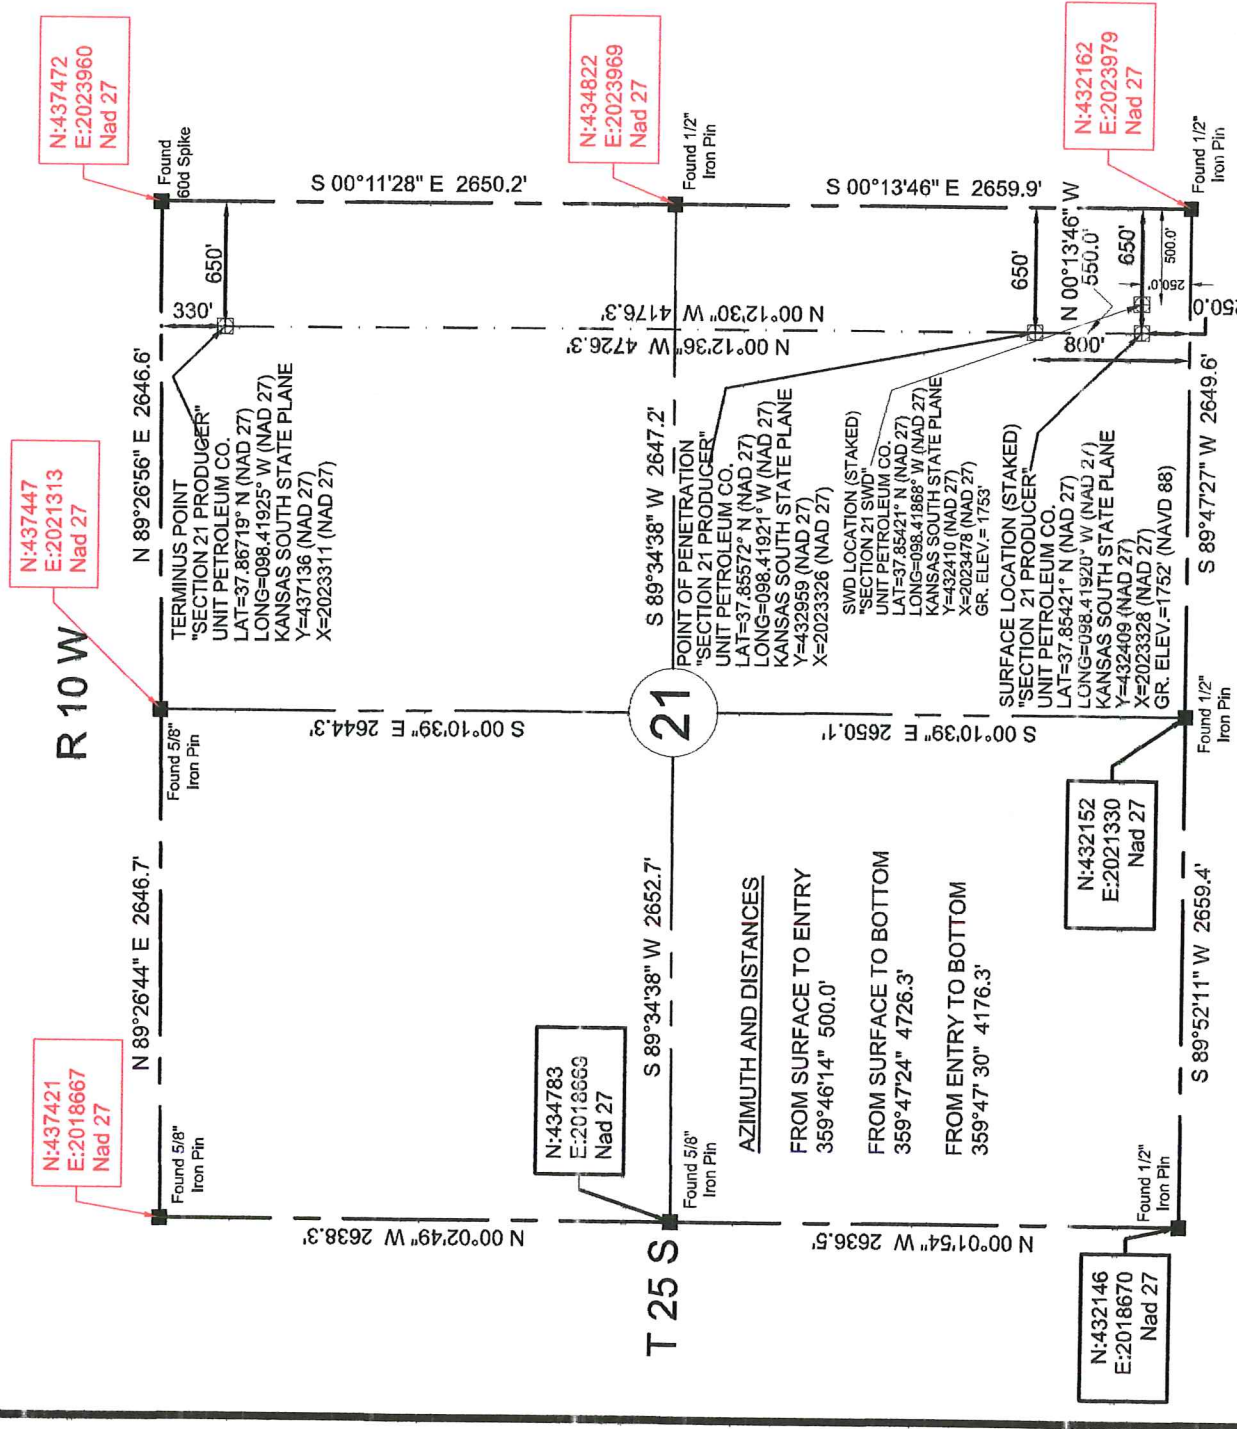 R 10 W
N:437421
E:2018667
Nad 27
N:437447
E:2021313
Nad 27
N:437472
E:2023960
Nad 27
N 89°26'44" E 2646.7'
N 89°26'56" E 2646.6'
Found 5/8"
Iron Pin
Found 5/8"
Iron Pin
Found
60d Spike
330'
650'
TERMINUS POINT
"SECTION 21 PRODUCER"
UNIT PETROLEUM CO.
LAT=37.86719° N (NAD 27)
LONG=098.41925° W (NAD 27)
KANSAS SOUTH STATE PLANE
Y=437136 (NAD 27)
X=2023311 (NAD 27)
N 00°02'49" W 2638.3'
S 00°10'39" E 2644.3'
N 00°12'36" W 4726.3'
N 00°12'30" W 4176.3'
S 00°11'28" E 2650.2'
T 25 S
N:434783
E:2018669
Nad 27
Found 5/8"
Iron Pin
S 89°34'38" W 2652.7'
21
S 89°34'38" W 2647.2'
N:434822
E:2023969
Nad 27
Found 1/2"
Iron Pin
POINT OF PENETRATION
"SECTION 21 PRODUCER"
UNIT PETROLEUM CO.
LAT=37.85572° N (NAD 27)
LONG=098.41921° W (NAD 27)
KANSAS SOUTH STATE PLANE
Y=432959 (NAD 27)
X=2023326 (NAD 27)
SWD LOCATION (STAKED)
"SECTION 21 SWD"
UNIT PETROLEUM CO.
LAT=37.85421° N (NAD 27)
LONG=098.41868° W (NAD 27)
KANSAS SOUTH STATE PLANE
Y=432410 (NAD 27)
X=2023478 (NAD 27)
GR. ELEV.= 1753'
SURFACE LOCATION (STAKED)
"SECTION 21 PRODUCER"
UNIT PETROLEUM CO.
LAT=37.85421° N (NAD 27)
LONG=098.41920° W (NAD 27)
KANSAS SOUTH STATE PLANE
Y=432409 (NAD 27)
X=2023328 (NAD 27)
GR. ELEV.=1752' (NAVD 88)
AZIMUTH AND DISTANCES
FROM SURFACE TO ENTRY
359°46'14" 500.0'
FROM SURFACE TO BOTTOM
359°47'24" 4726.3'
FROM ENTRY TO BOTTOM
359°47' 30" 4176.3'
N 00°01'54" W 2636.5'
S 00°10'39" E 2650.1'
S 00°13'46" E 2659.9'
650'
N 00°13'46" W
550.0'
800'
650'
500.0'
250.0'
N:432146
E:2018670
Nad 27
Found 1/2"
Iron Pin
S 89°52'11" W 2659.4'
N:432152
E:2021330
Nad 27
Found 1/2"
Iron Pin
S 89°47'27" W 2649.6'
N:432162
E:2023979
Nad 27
Found 1/2"
Iron Pin